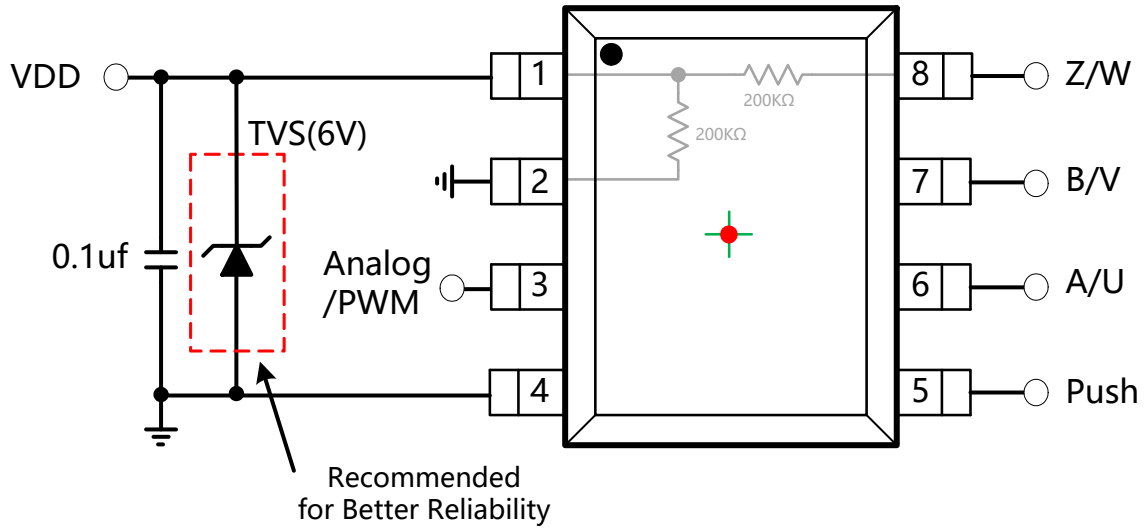 VDD
TVS(6V)
0.1uf
Analog
/PWM
Recommended
for Better Reliability
1
2
3
4
200KΩ
200KΩ
8
7
6
5
Z/W
B/V
A/U
Push